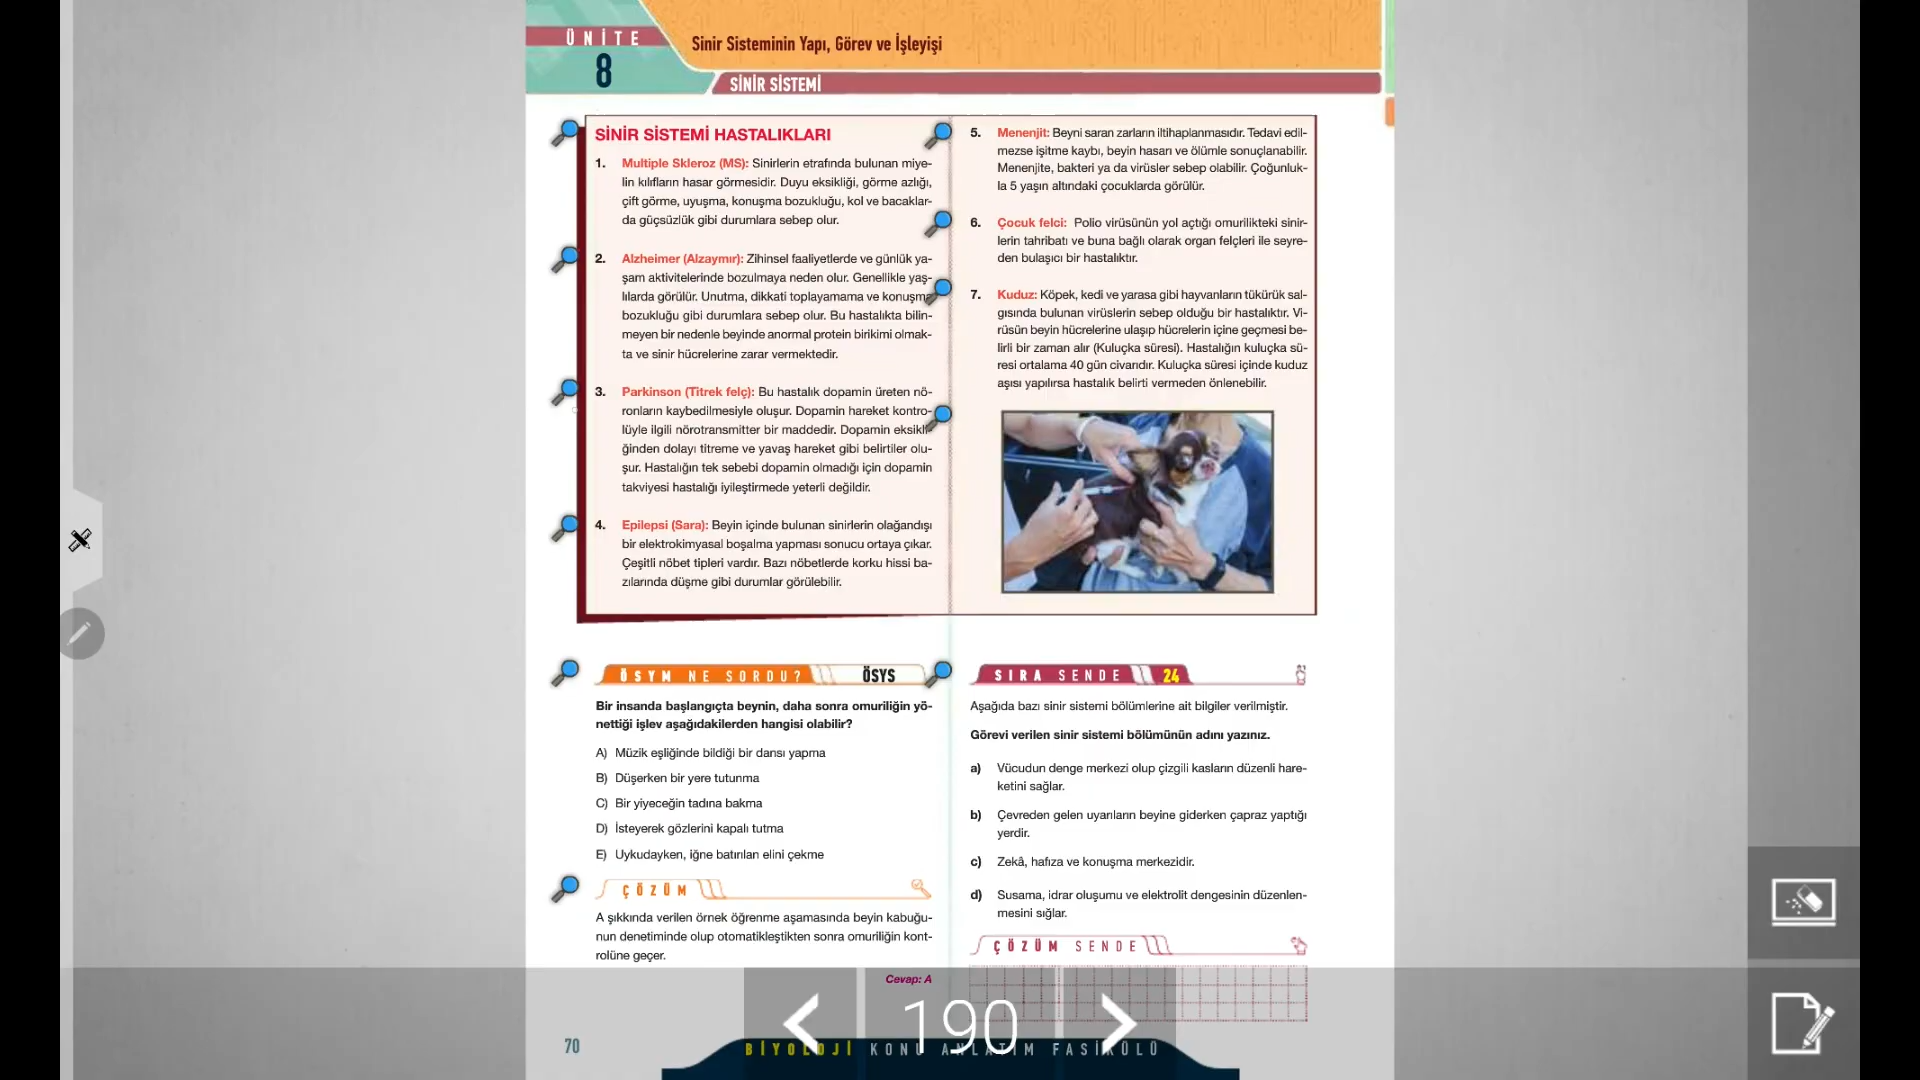 ÜNİTE
8
Sinir Sisteminin Yapı, Görev ve İşleyişi
SİNİR SİSTEMİ
SİNİR SİSTEMİ HASTALIKLARI
1. Multiple Skleroz (MS): Sinirlerin etrafında bulunan miye-
lin kılıfların hasar görmesidir. Duyu eksikliği, görme azlığı,
çift görme, uyuşma, konuşma bozukluğu, kol ve bacaklar-
da güçsüzlük gibi durumlara sebep olur.
2. Alzheimer (Alzaymır): Zihinsel faaliyetlerde ve günlük ya-
şam aktivitelerinde bozulmaya neden olur. Genellikle yaş-
lılarda görülür. Unutma, dikkati toplayamama ve konuşma
bozukluğu gibi durumlara sebep olur. Bu hastalıkta bilin-
meyen bir nedenle beyinde anormal protein birikimi olmak-
ta ve sinir hücrelerine zarar vermektedir.
3. Parkinson (Titrek felç): Bu hastalık dopamin üreten nö-
ronların kaybedilmesiyle oluşur. Dopamin hareket kontro-
lüyle ilgili nörotransmitter bir maddedir. Dopamin eksikli-
ğinden dolayı titreme ve yavaş hareket gibi belirtiler olu-
şur. Hastalığın tek sebebi dopamin olmadığı için dopamin
takviyesi hastalığı iyileştirmede yeterli değildir.
4. Epilepsi (Sara): Beyin içinde bulunan sinirlerin olağandışı
bir elektrokimyasal boşalma yapması sonucu ortaya çıkar.
Çeşitli nöbet tipleri vardır. Bazı nöbetlerde korku hissi ba-
zılarında düşme gibi durumlar görülebilir.
5. Menenjit: Beyni saran zarların iltihaplanmasıdır. Tedavi edil-
mezse işitme kaybı, beyin hasarı ve ölümle sonuçlanabilir.
Menenjite, bakteri ya da virüsler sebep olabilir. Çoğunluk-
la 5 yaşın altındaki çocuklarda görülür.
6. Çocuk felci: Polio virüsünün yol açtığı omurilikteki sinir-
lerin tahribatı ve buna bağlı olarak organ felçleri ile seyre-
den bulaşıcı bir hastalıktır.
7. Kuduz: Köpek, kedi ve yarasa gibi hayvanların tükürük sal-
gısında bulunan virüslerin sebep olduğu bir hastalıktır. Vi-
rüsün beyin hücrelerine ulaşıp hücrelerin içine geçmesi be-
lirli bir zaman alır (Kuluçka süresi). Hastalığın kuluçka sü-
resi ortalama 40 gün civarıdır. Kuluçka süresi içinde kuduz
aşısı yapılırsa hastalık belirti vermeden önlenebilir.
ÖSYM NE SORDU? ÖSYS
Bir insanda başlangıçta beynin, daha sonra omuriliğin yö-
nettiği işlev aşağıdakilerden hangisi olabilir?
A) Müzik eşliğinde bildiği bir dansı yapma
B) Düşerken bir yere tutunma
C) Bir yiyeceğin tadına bakma
D) İsteyerek gözlerini kapalı tutma
E) Uykudayken, iğne batırılan elini çekme
ÇÖZÜM
A şıkkında verilen örnek öğrenme aşamasında beyin kabuğu-
nun denetiminde olup otomatikleştikten sonra omuriliğin kont-
rolüne geçer.
Cevap: A
SIRA SENDE 24
Aşağıda bazı sinir sistemi bölümlerine ait bilgiler verilmiştir.
Görevi verilen sinir sistemi bölümünün adını yazınız.
a) Vücudun denge merkezi olup çizgili kasların düzenli hare-
ketini sağlar.
b) Çevreden gelen uyarıların beyine giderken çapraz yaptığı
yerdir.
c) Zekâ, hafıza ve konuşma merkezidir.
d) Susama, idrar oluşumu ve elektrolit dengesinin düzenlen-
mesini sığlar.
ÇÖZÜM SENDE
190
70
BİYOLOJİ KONU ANLATIM FASİKÜLÜ